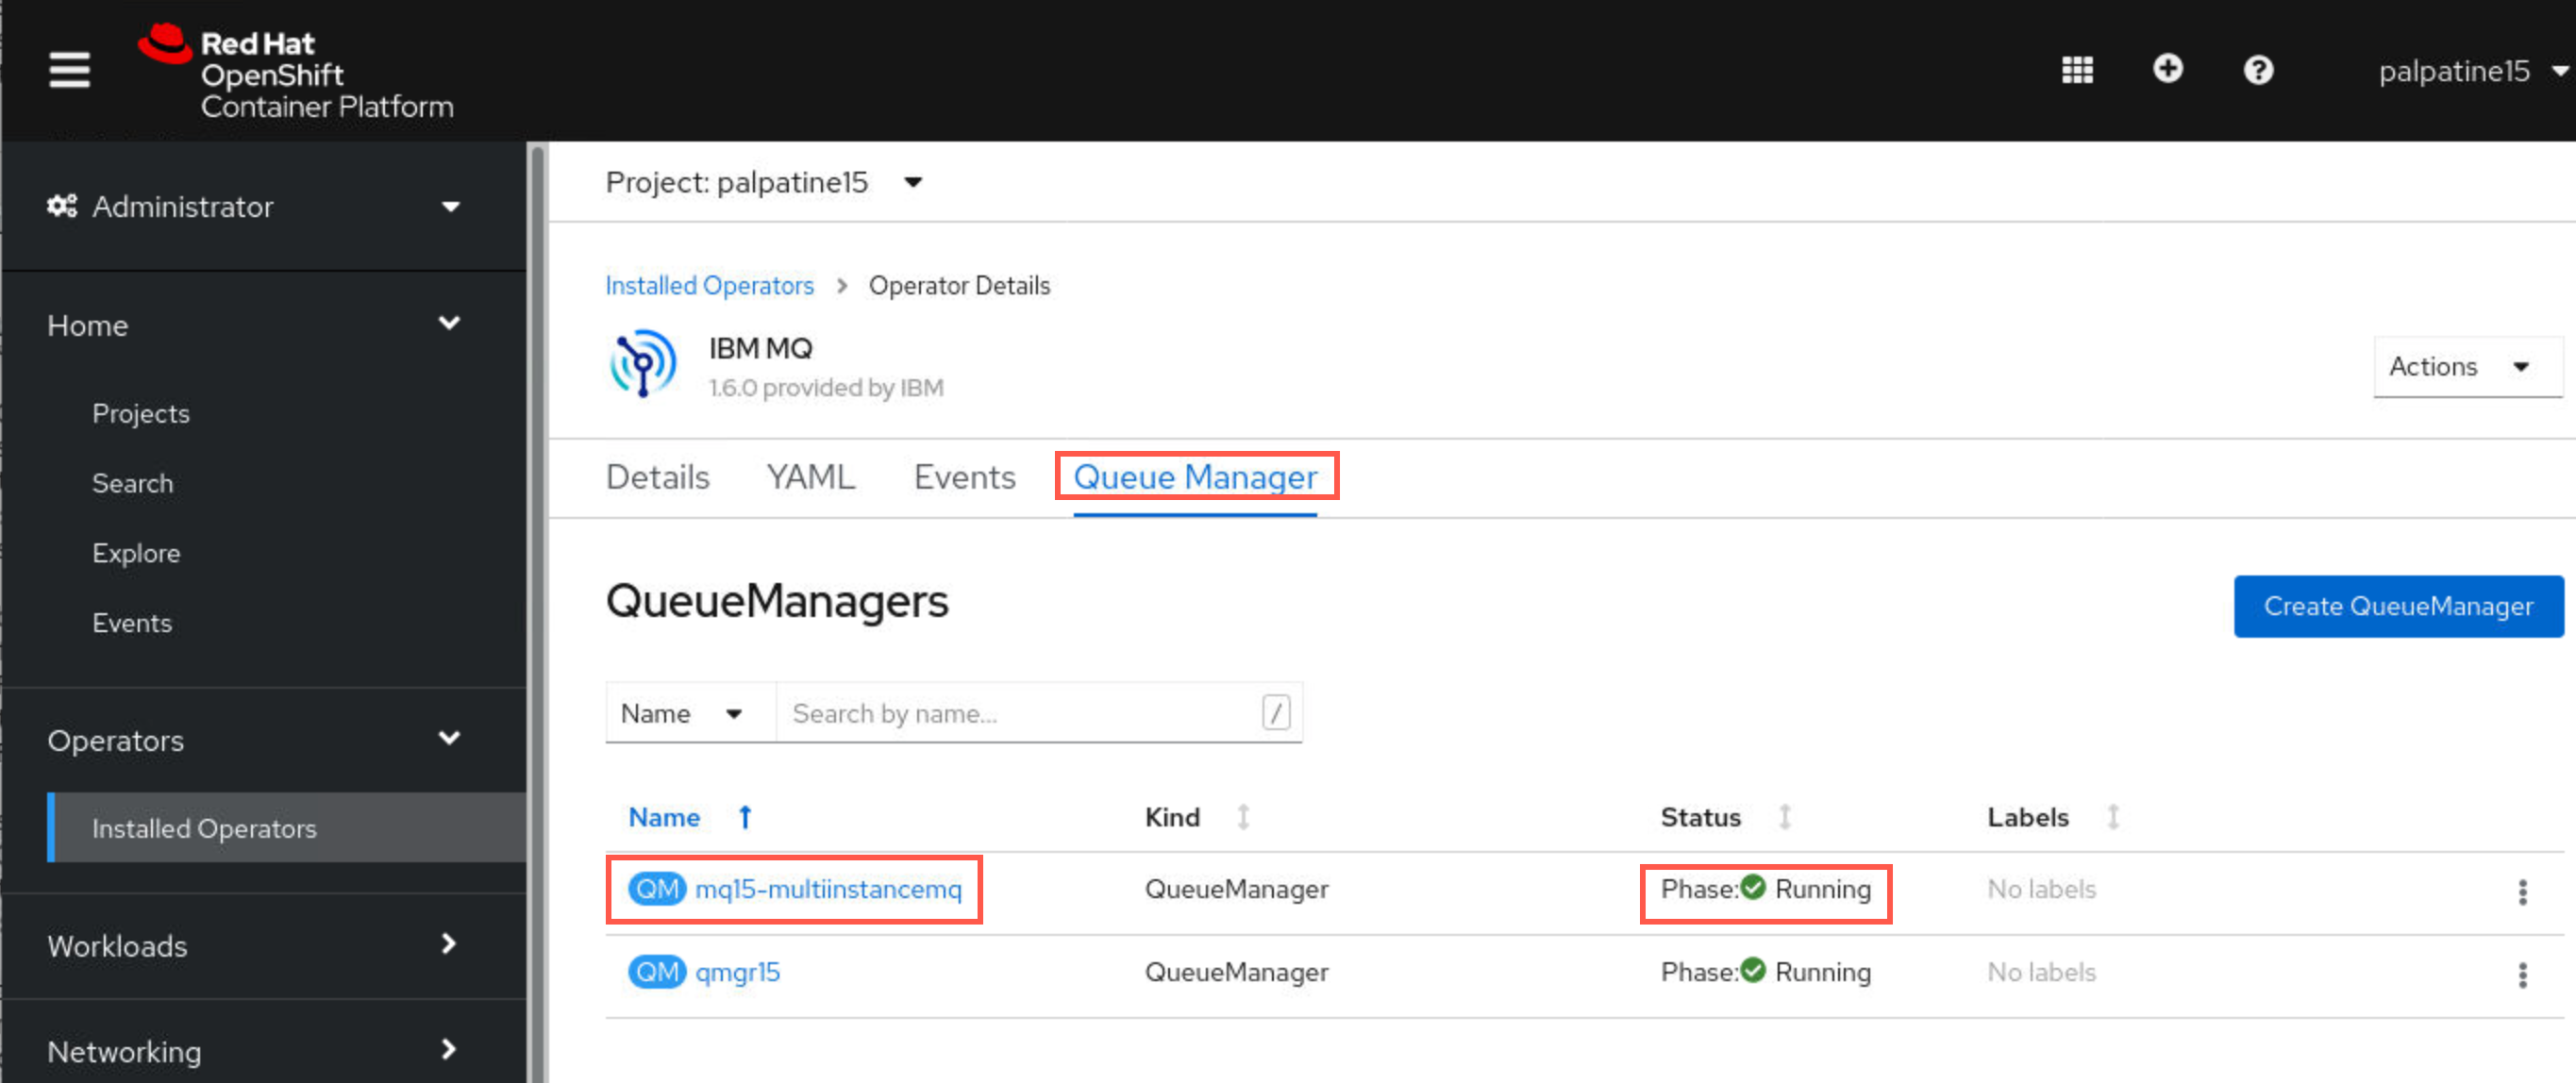 Red Hat
OpenShift
Container Platform
palpatine15
Administrator
Home
Projects
Search
Explore
Events
Operators
Installed Operators
Workloads
Networking
Project: palpatine15
Installed Operators > Operator Details
IBM MQ
1.6.0 provided by IBM
Actions
Details YAML Events Queue Manager
QueueManagers
Create QueueManager
Name Search by name... /
Name Kind Status Labels
QM mq15-multiinstancemq QueueManager Phase: Running No labels
QM qmgr15 QueueManager Phase: Running No labels